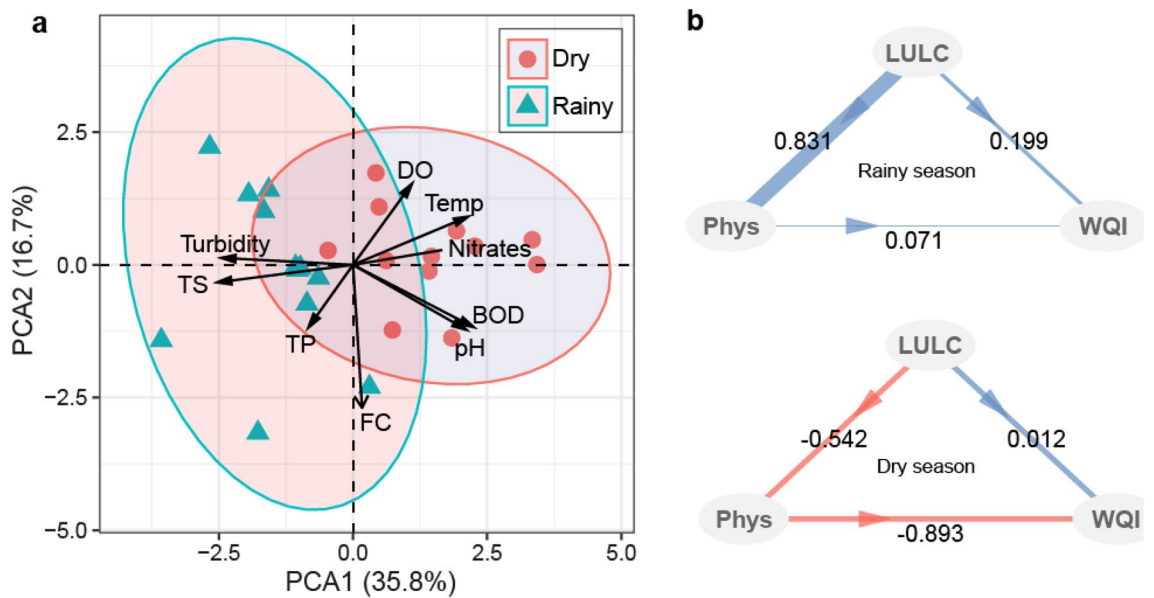 a
Dry
Rainy
2.5
0.0
−2.5
−5.0
PCA2 (16.7%)
DO
Temp
Nitrates
Turbidity
TS
TP
BOD
pH
FC
−2.5
0.0
2.5
5.0
PCA1 (35.8%)
b
LULC
0.831
0.199
Rainy season
Phys
WQI
0.071
LULC
-0.542
0.012
Dry season
Phys
WQI
-0.893